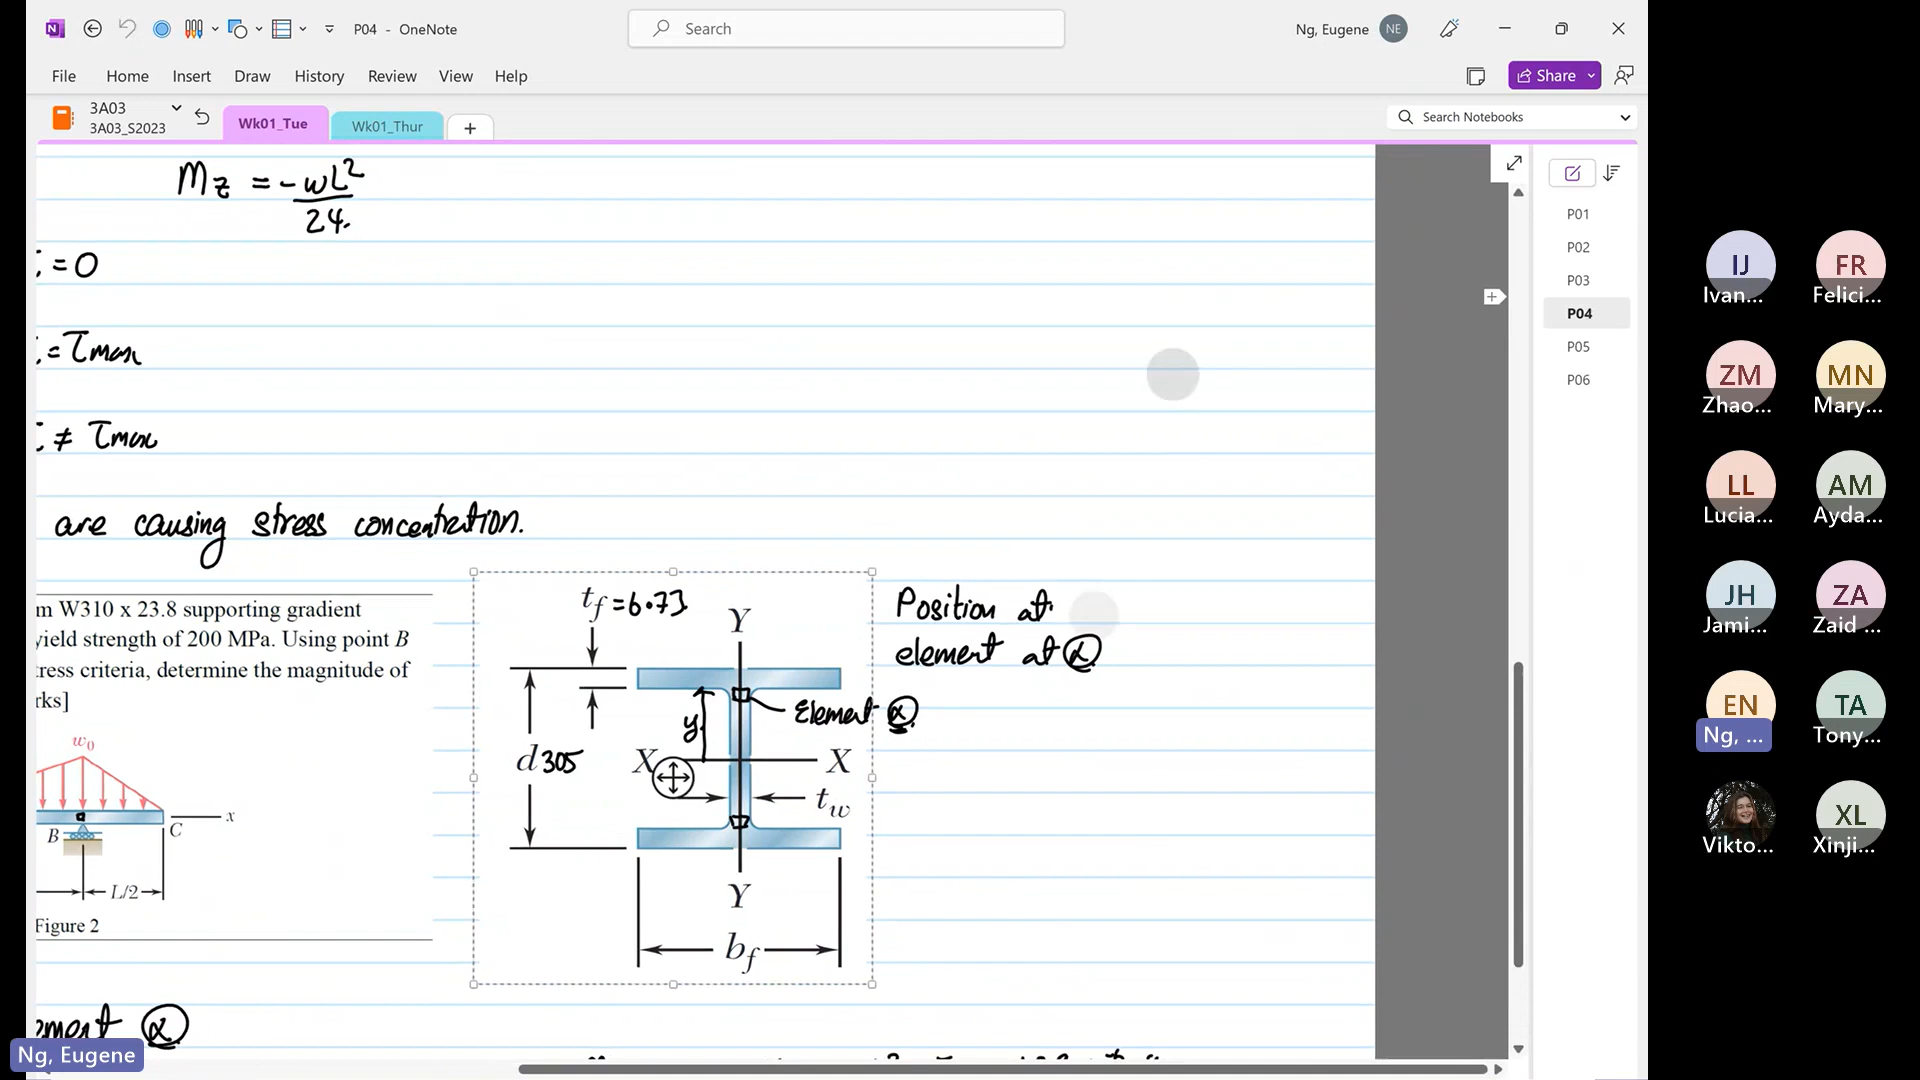 P04 - OneNote
Search
Ng, Eugene
NE
File
Home
Insert
Draw
History
Review
View
Help
Share
3A03
3A03_S2023
Wk01_Tue
Wk01_Thur
Search Notebooks
P01
P02
P03
P04
P05
P06
Mz = -wL²
24.
= 0
= τmax
≠ τmax
are causing stress concentration.
m W310 x 23.8 supporting gradient
yield strength of 200 MPa. Using point B
ress criteria, determine the magnitude of
rks]
w0
B
C
x
L/2
Figure 2
tf = 6.73
Y
y
Element α
d 305
X
X
tw
Y
bf
Position at
element at α
ement α
Ng, Eugene
IJ
Ivan...
FR
Felici...
ZM
Zhao...
MN
Mary...
LL
Lucia...
AM
Ayda...
JH
Jami...
ZA
Zaid ...
EN
Ng, ...
TA
Tony...
Vikto...
XL
Xinji...